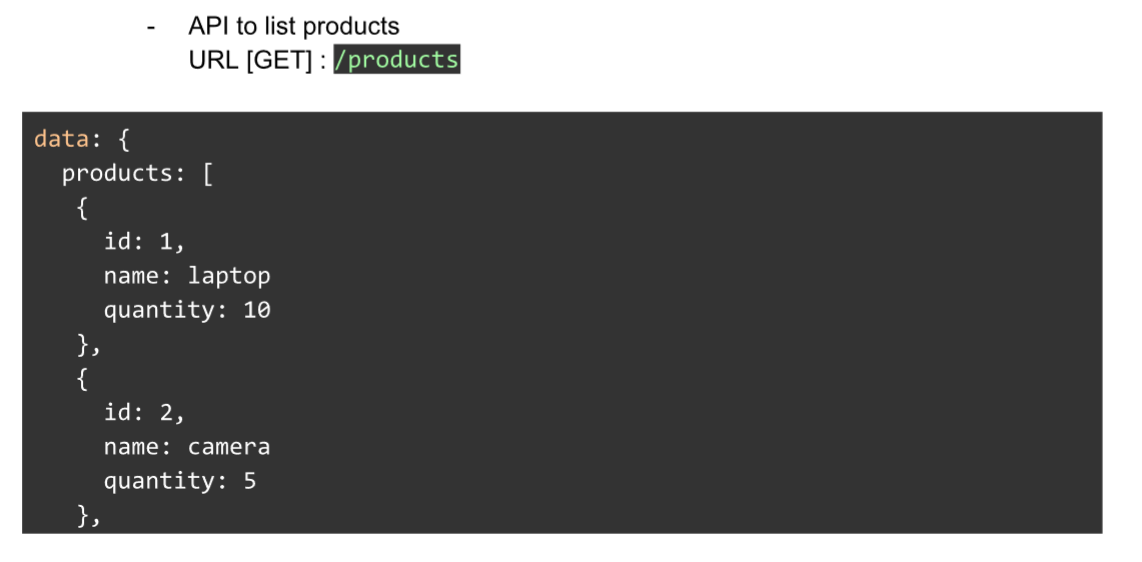 - API to list products
URL [GET] : /products
data: {
products: [
{
id: 1,
name: laptop
quantity: 10
},
{
id: 2,
name: camera
quantity: 5
},